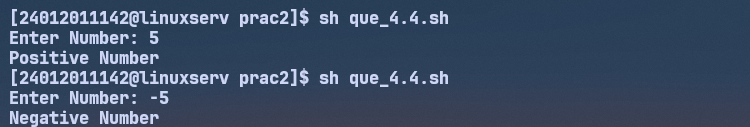 [24012011142@linuxserv prac2]$ sh que_4.4.sh
Enter Number: 5
Positive Number
[24012011142@linuxserv prac2]$ sh que_4.4.sh
Enter Number: -5
Negative Number